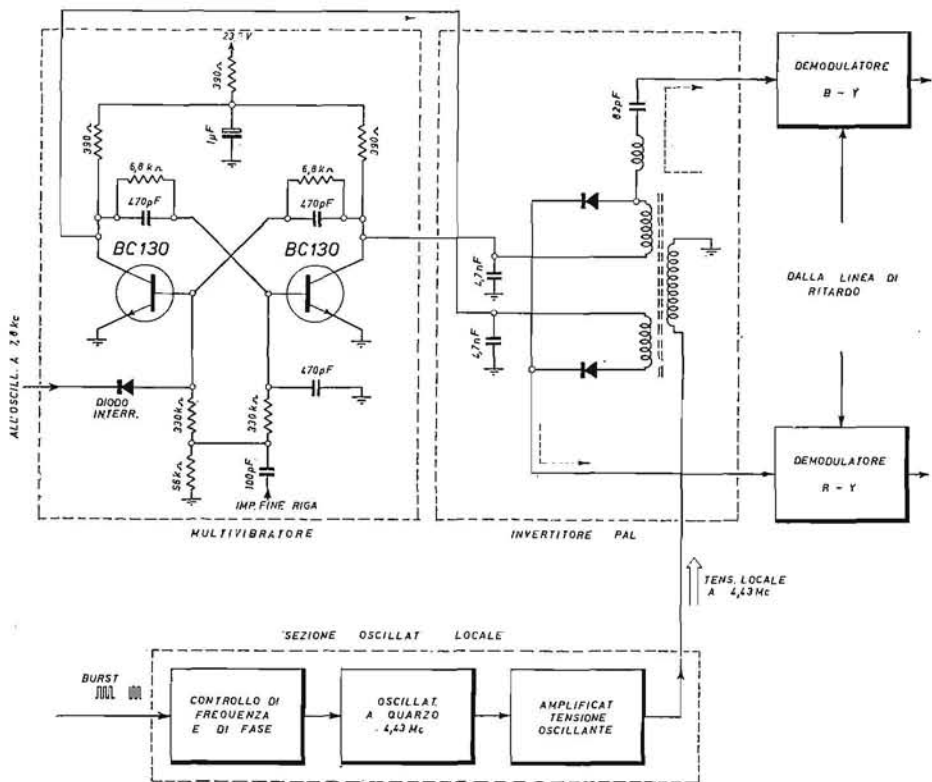 23,5 V
390Ω
390Ω
1µF
390Ω
6,8 kΩ
470pF
6,8 kΩ
470pF
BC130
BC130
ALL'OSCILL. A 7,8 kc
DIODO
INTERR.
330kΩ
330kΩ
470pF
56kΩ
100pF
IMP. FINE RIGA
MULTIVIBRATORE
82pF
4,7nF
4,7nF
INVERTITORE PAL
DEMODULATORE
B - Y
DALLA LINEA DI
RITARDO
DEMODULATORE
R - Y
TENS. LOCALE
A 4,43 Mc
SEZIONE OSCILLAT LOCALE
BURST
CONTROLLO DI
FREQUENZA
E DI FASE
OSCILLAT.
A QUARZO
4,43 Mc
AMPLIFICAT
TENSIONE
OSCILLANTE